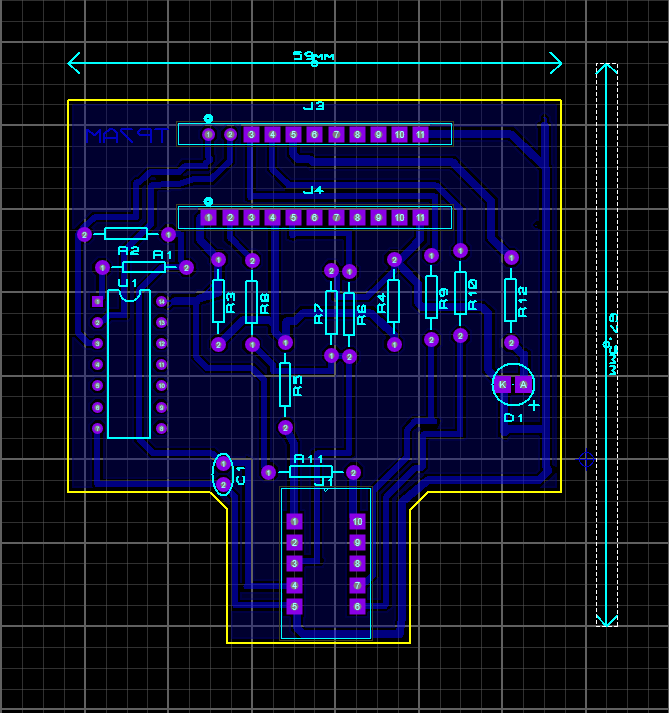 59mm
J3
TP7AM
1 2 3 4 5 6 7 8 9 10 11
J4
1 2 3 4 5 6 7 8 9 10 11
2 R2 1
1 R1 2
U1
1 14
2 13
3 12
4 11
5 10
6 9
7 8
1 R3 2
2 R8 1
2 R7 1
1 R6 2
2 R4 1
1 R9 2
1 R10 2
1 R12 2
1 R5 2
K A
D1
+
1 2 C1
1 R11 2
J1
1 10
2 9
3 8
4 7
5 6